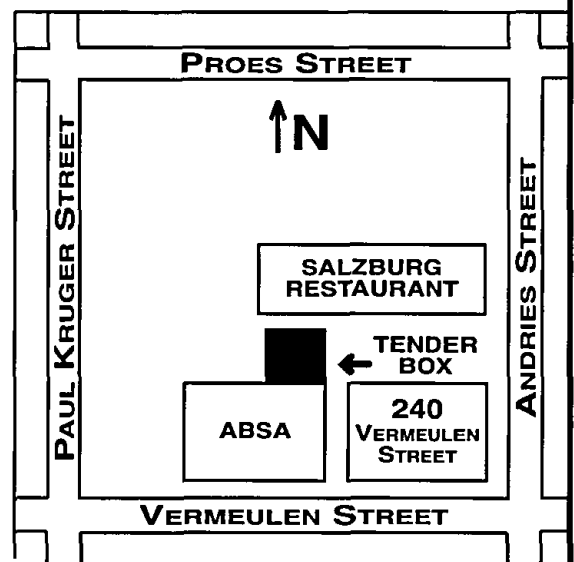 PROES STREET
N
PAUL KRUGER STREET
ANDRIES STREET
SALZBURG
RESTAURANT
TENDER
BOX
ABSA
240
VERMEULEN
STREET
VERMEULEN STREET